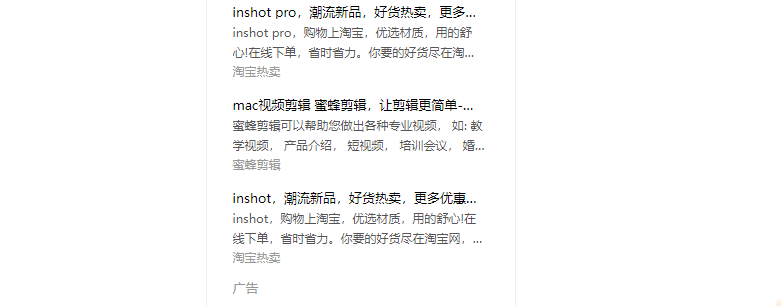 inshot pro，潮流新品，好货热卖，更多...
inshot pro，购物上淘宝，优选材质，用的舒
心!在线下单，省时省力。你要的好货尽在淘...
淘宝热卖
mac视频剪辑 蜜蜂剪辑，让剪辑更简单-...
蜜蜂剪辑可以帮助您做出各种专业视频， 如: 教
学视频， 产品介绍， 短视频， 培训会议， 婚...
蜜蜂剪辑
inshot，潮流新品，好货热卖，更多优惠...
inshot，购物上淘宝，优选材质，用的舒心!在
线下单，省时省力。你要的好货尽在淘宝网，...
淘宝热卖
广告